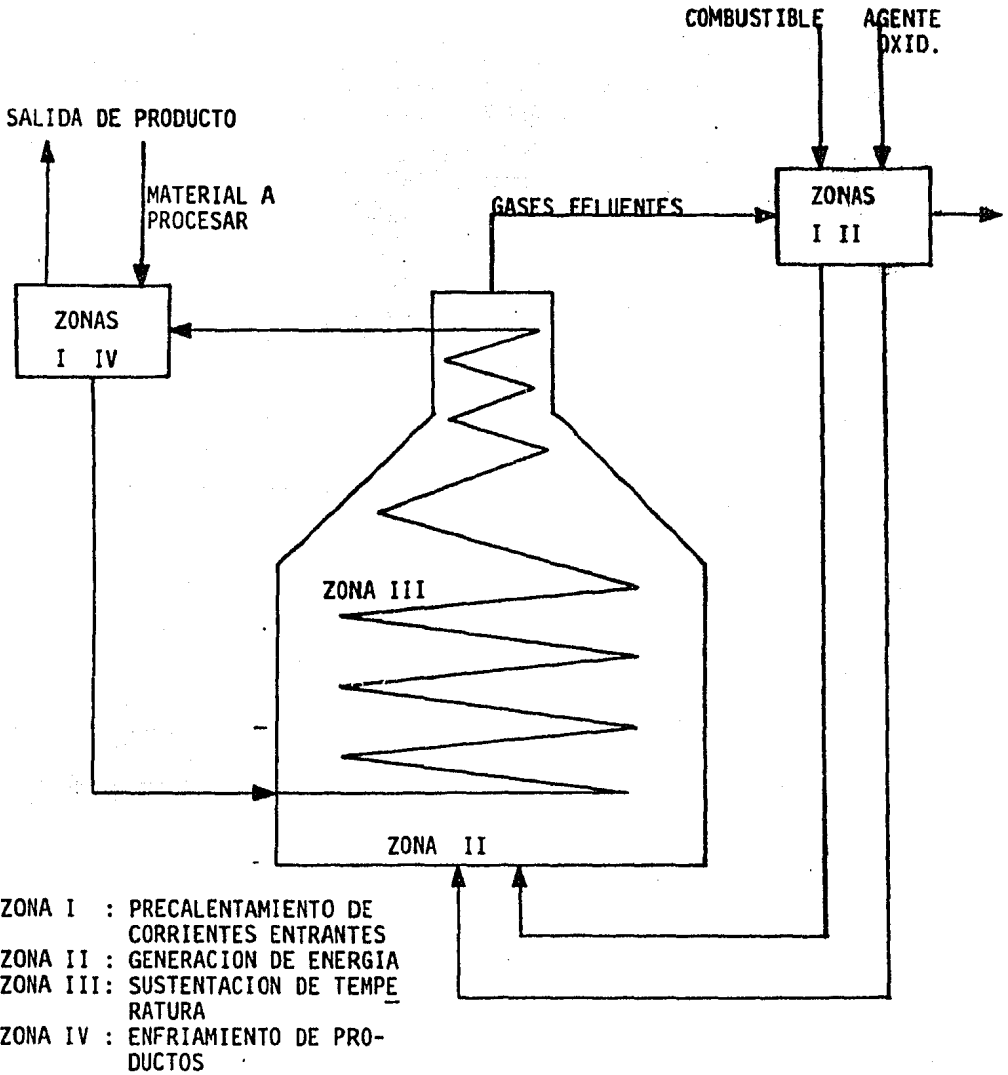 COMBUSTIBLE AGENTE
OXID.
SALIDA DE PRODUCTO
MATERIAL A
PROCESAR
GASES EFLUENTES
ZONAS
I II
ZONAS
I IV
ZONA III
ZONA II
ZONA I : PRECALENTAMIENTO DE
CORRIENTES ENTRANTES
ZONA II : GENERACION DE ENERGIA
ZONA III: SUSTENTACION DE TEMPE
RATURA
ZONA IV : ENFRIAMIENTO DE PRO-
DUCTOS